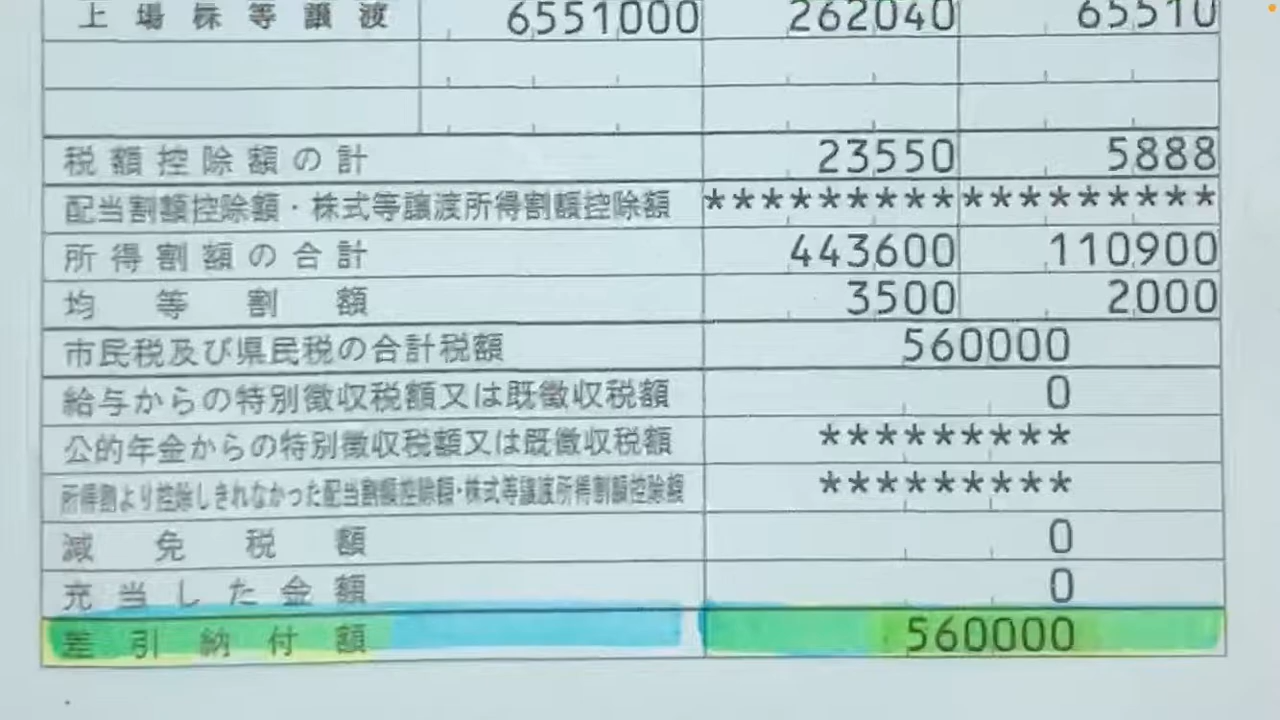 上場株等譲渡 6551000 262040 65510
税額控除額の計 23550 5888
配当割額控除額・株式等譲渡所得割額控除額 ********* *********
所得割額の合計 443600 110900
均等割額 3500 2000
市民税及び県民税の合計税額 560000
給与からの特別徴収税額又は既徴収税額 0
公的年金からの特別徴収税額又は既徴収税額 *********
所得割より控除しきれなかった配当割額控除額・株式等譲渡所得割額控除額 *********
減免税額 0
充当した金額 0
差引納付額 560000